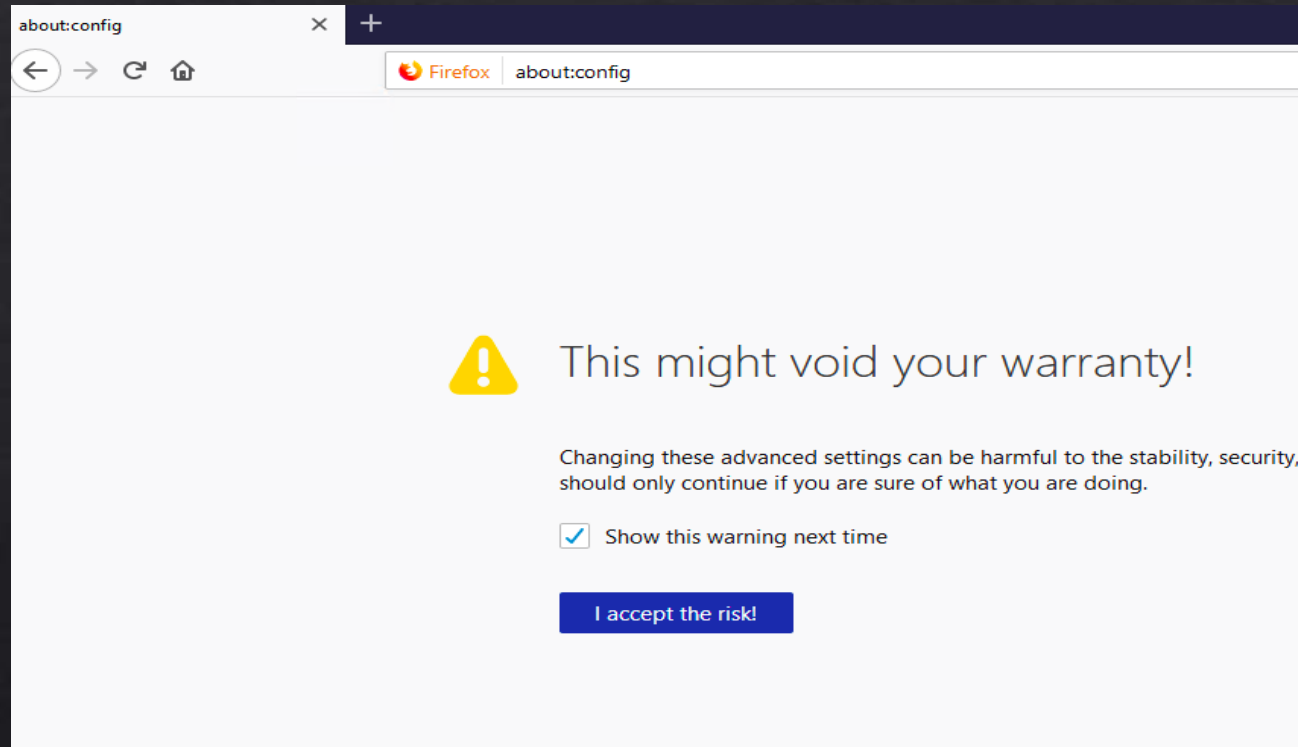 about:config
Firefox about:config
This might void your warranty!
Changing these advanced settings can be harmful to the stability, security,
should only continue if you are sure of what you are doing.
Show this warning next time
I accept the risk!